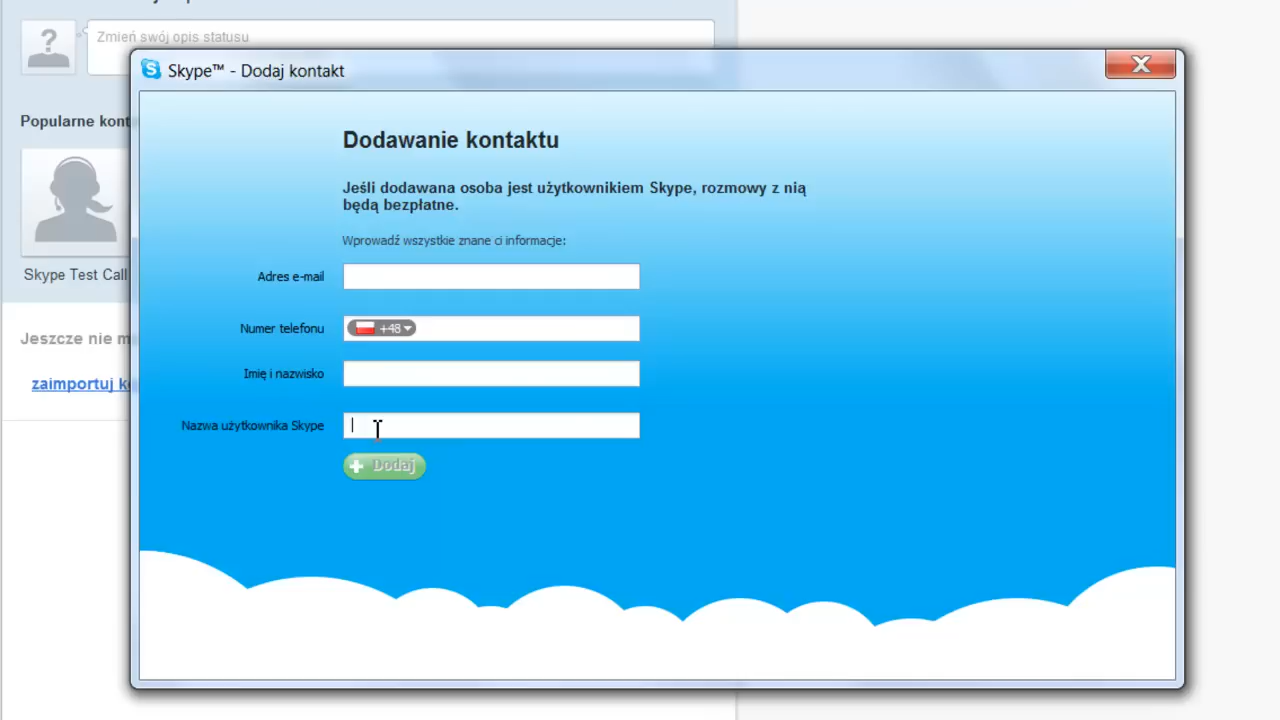 Zmień swój opis statusu
Skype™ - Dodaj kontakt
Popularne kont
Skype Test Call
Jeszcze nie m
zaimportuj k
Dodawanie kontaktu
Jeśli dodawana osoba jest użytkownikiem Skype, rozmowy z nią
będą bezpłatne.
Wprowadź wszystkie znane ci informacje:
Adres e-mail
Numer telefonu +48
Imię i nazwisko
Nazwa użytkownika Skype
Dodaj